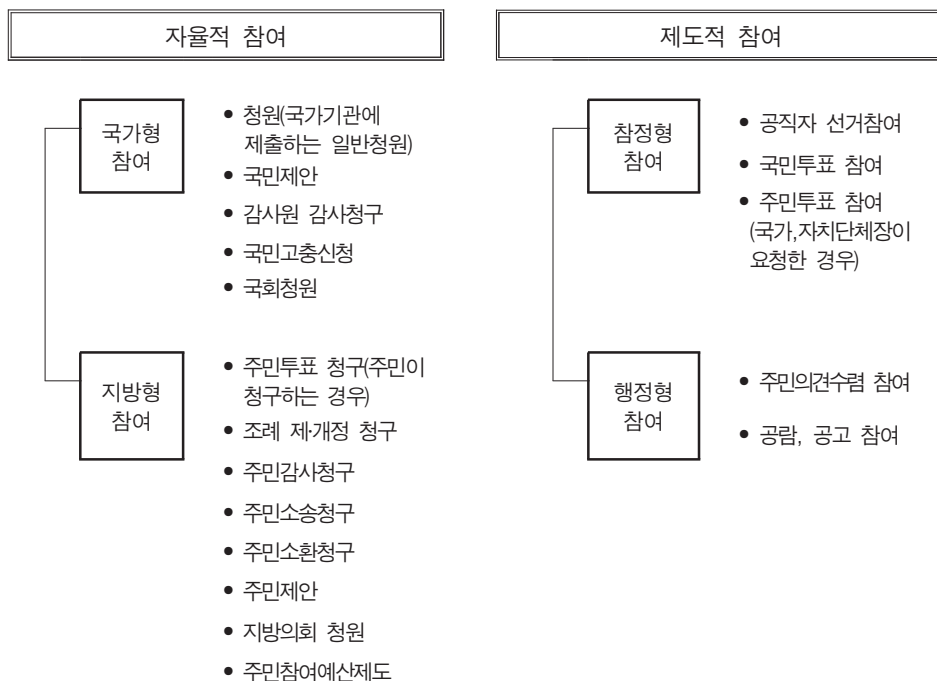 자율적 참여
국가형
참여
• 청원(국가기관에
제출하는 일반청원)
• 국민제안
• 감사원 감사청구
• 국민고충신청
• 국회청원
지방형
참여
• 주민투표 청구(주민이
청구하는 경우)
• 조례 제·개정 청구
• 주민감사청구
• 주민소송청구
• 주민소환청구
• 주민제안
• 지방의회 청원
• 주민참여예산제도
제도적 참여
참정형
참여
• 공직자 선거참여
• 국민투표 참여
• 주민투표 참여
(국가,자치단체장이
요청한 경우)
행정형
참여
• 주민의견수렴 참여
• 공람, 공고 참여